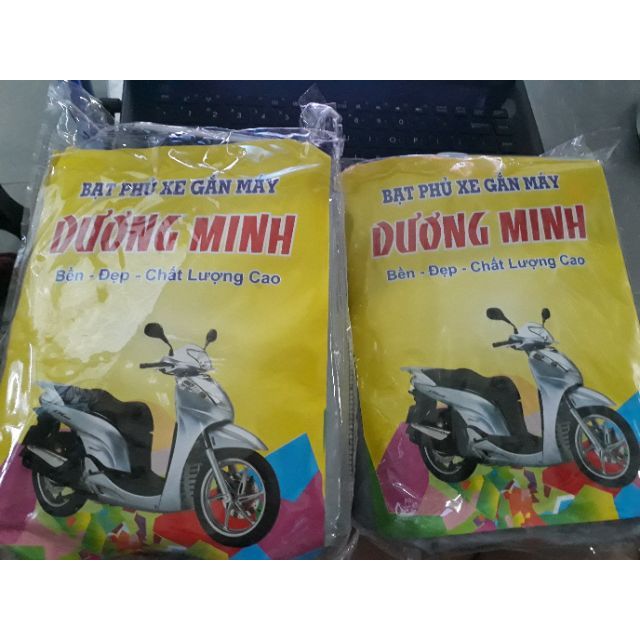 BẠT PHỦ XE GẮN MÁY
DƯƠNG MINH
Bền - Đẹp - Chất Lượng Cao
BẠT PHỦ XE GẮN MÁY
DƯƠNG MINH
Bền - Đẹp - Chất Lượng Cao